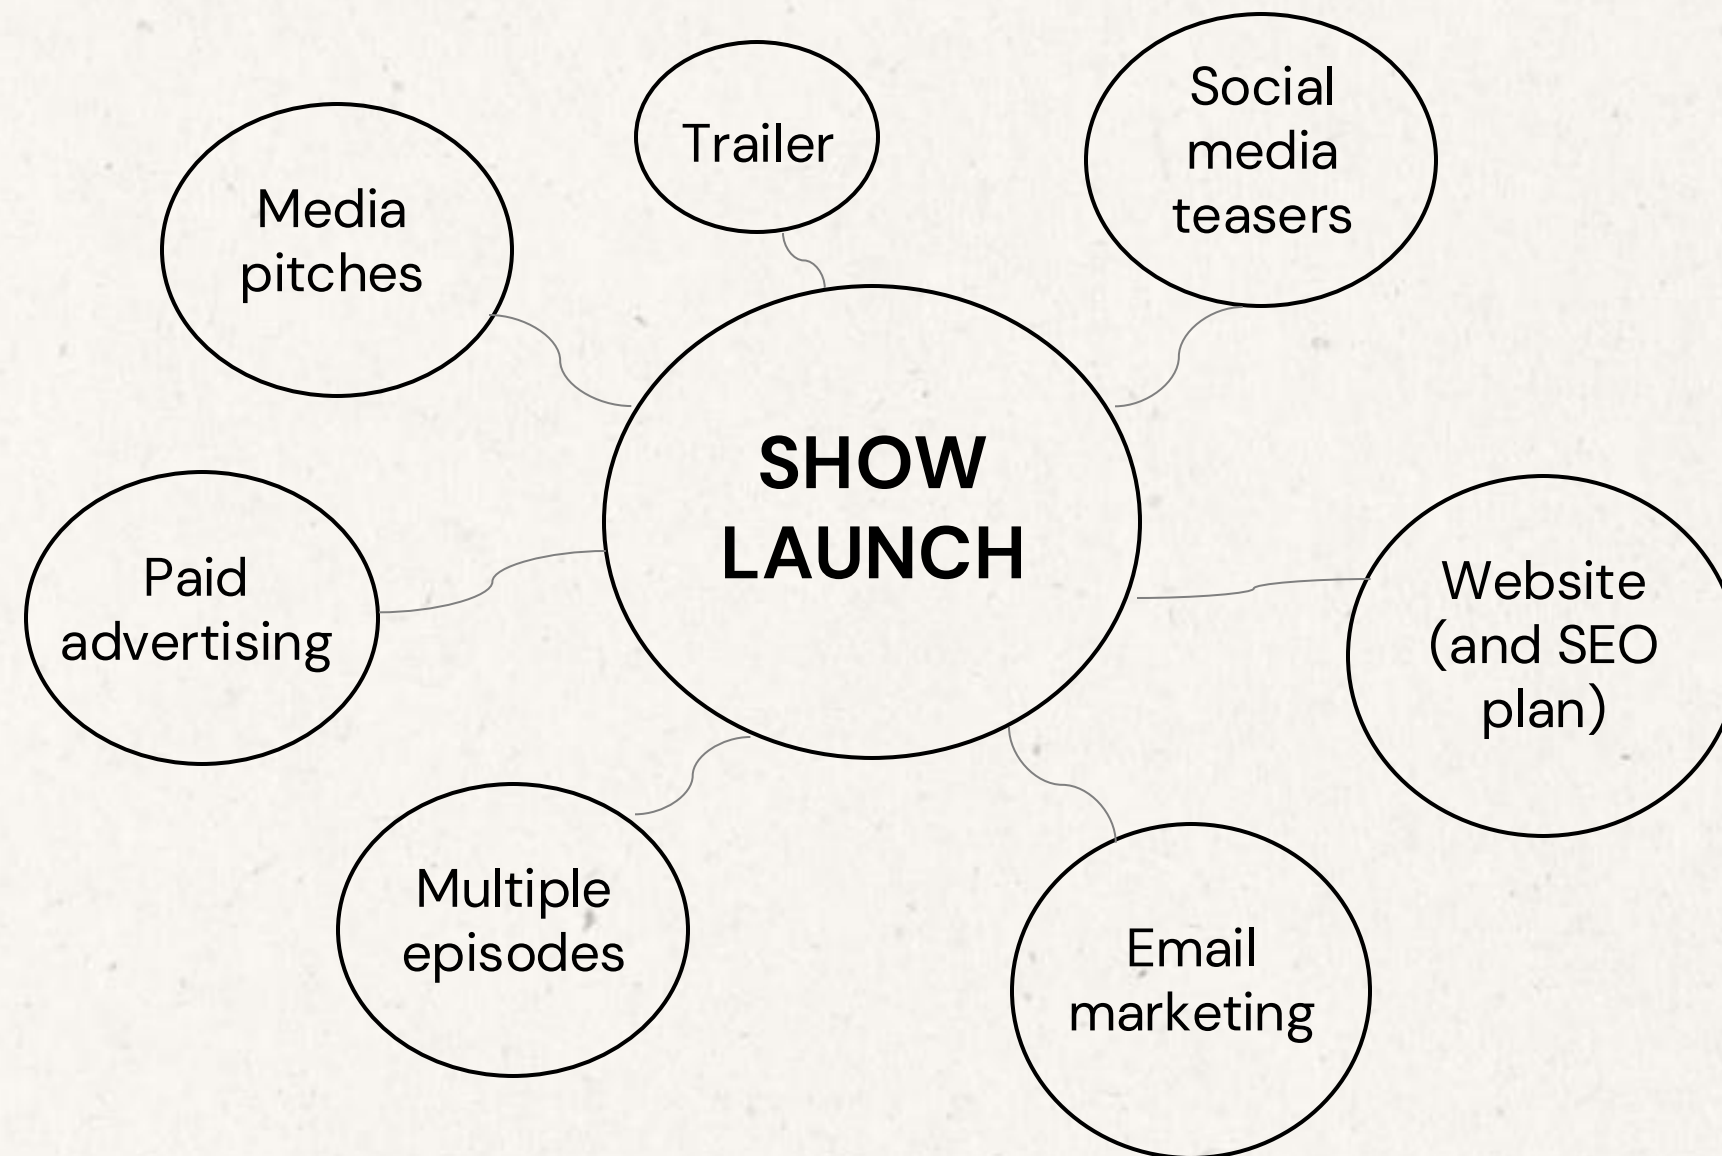 Trailer
Social
media
teasers
Media
pitches
SHOW
LAUNCH
Paid
advertising
Website
(and SEO
plan)
Multiple
episodes
Email
marketing